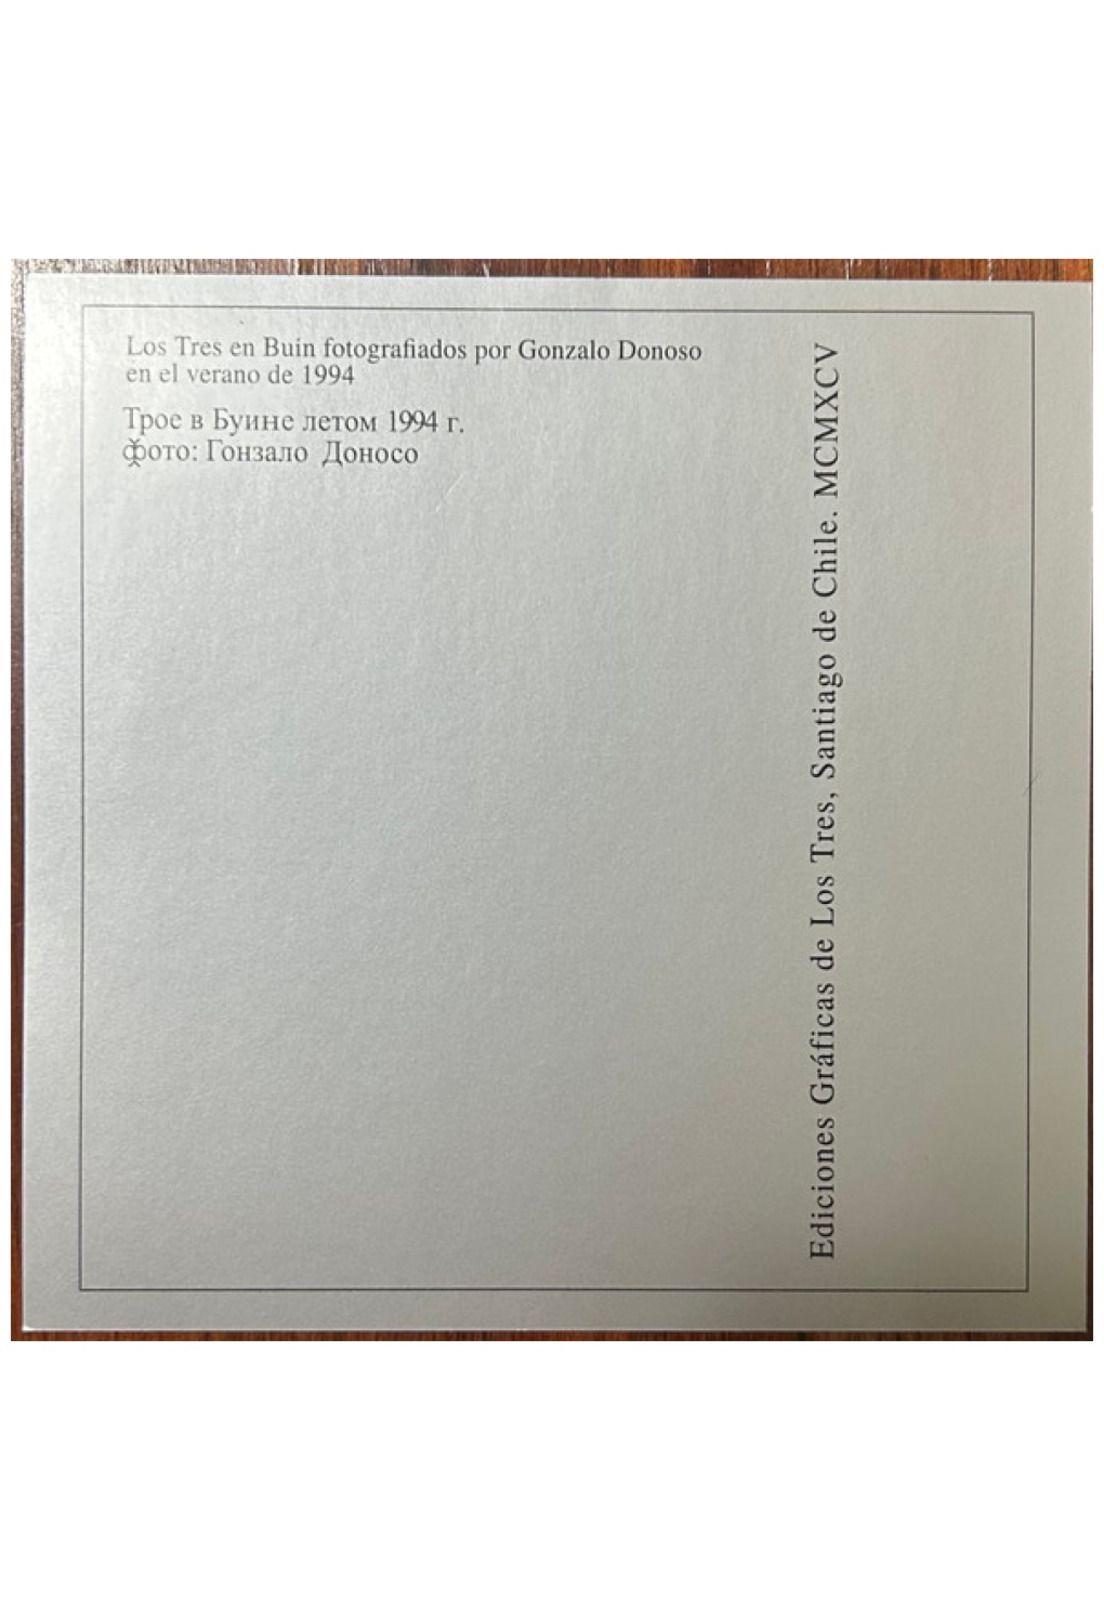 Los Tres en Buin fotografiados por Gonzalo Donoso
en el verano de 1994
Трое в Буине летом 1994 г.
фото: Гонзало Доносо
Ediciones Gráficas de Los Tres, Santiago de Chile. MCMXCV